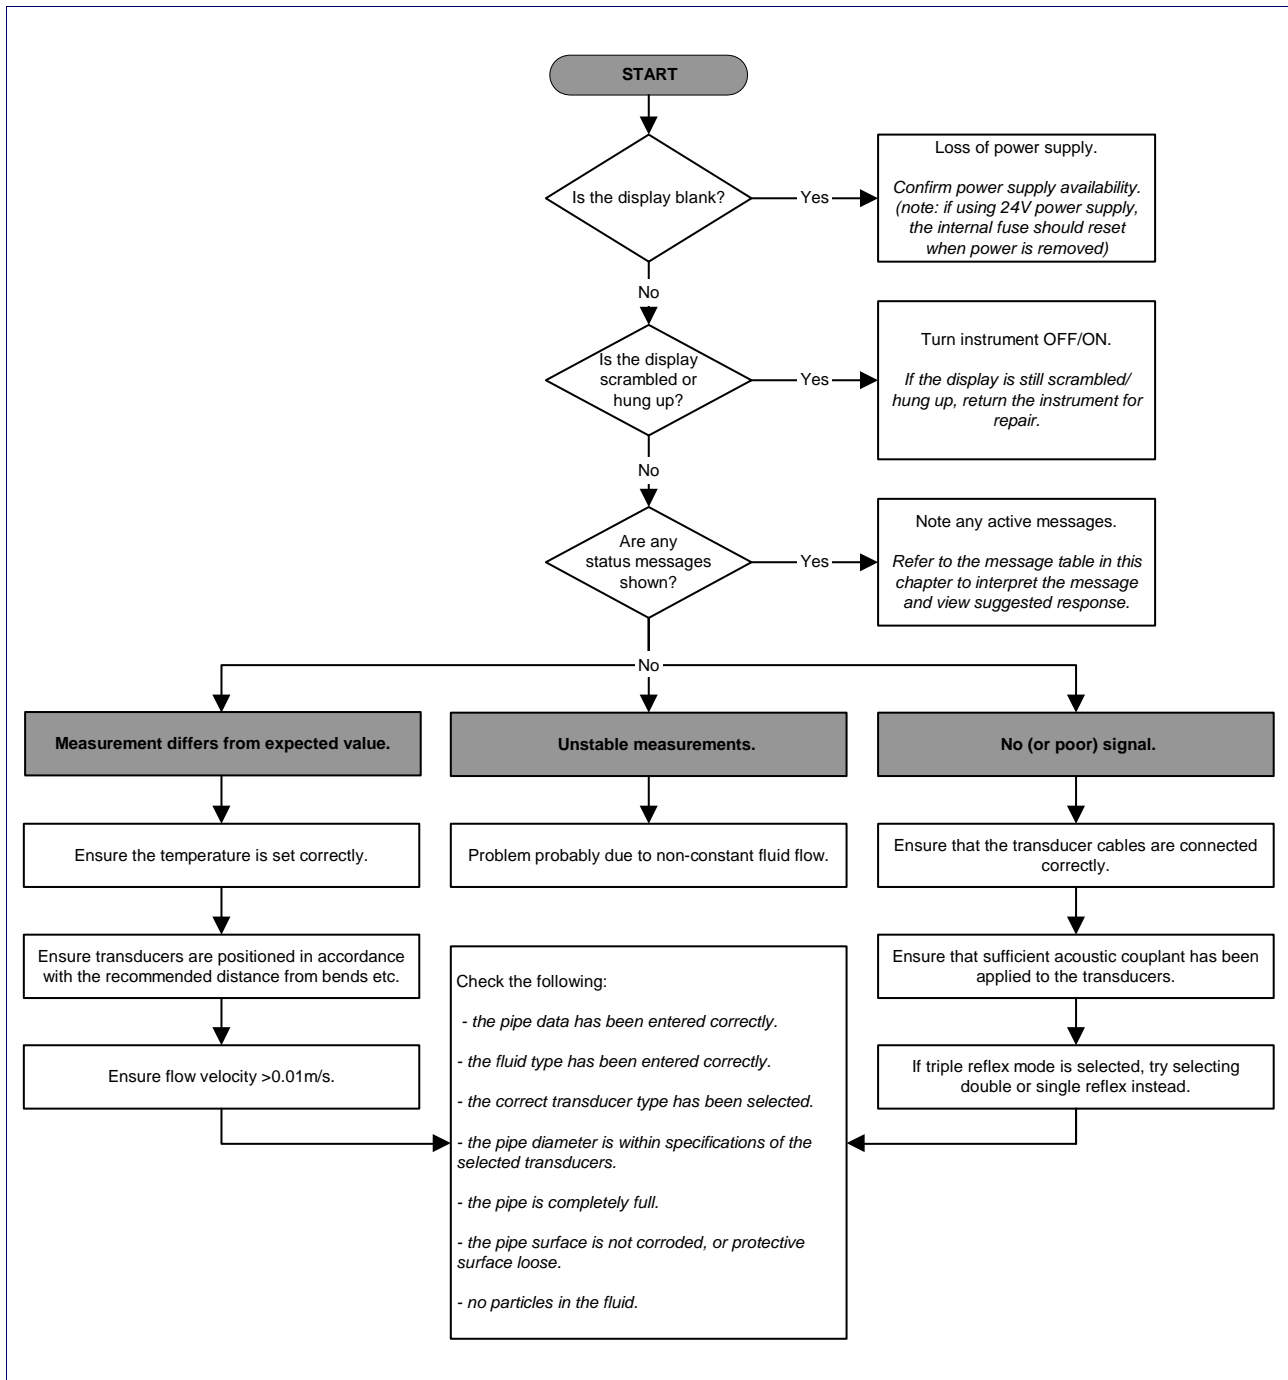 START
Is the display blank?
Yes
Loss of power supply.
Confirm power supply availability.
(note: if using 24V power supply,
the internal fuse should reset
when power is removed)
No
Is the display
scrambled or
hung up?
Yes
Turn instrument OFF/ON.
If the display is still scrambled/
hung up, return the instrument for
repair.
No
Are any
status messages
shown?
Yes
Note any active messages.
Refer to the message table in this
chapter to interpret the message
and view suggested response.
No
Measurement differs from expected value.
Ensure the temperature is set correctly.
Ensure transducers are positioned in accordance
with the recommended distance from bends etc.
Ensure flow velocity >0.01m/s.
Unstable measurements.
Problem probably due to non-constant fluid flow.
No (or poor) signal.
Ensure that the transducer cables are connected
correctly.
Ensure that sufficient acoustic couplant has been
applied to the transducers.
If triple reflex mode is selected, try selecting
double or single reflex instead.
Check the following:
- the pipe data has been entered correctly.
- the fluid type has been entered correctly.
- the correct transducer type has been selected.
- the pipe diameter is within specifications of the
selected transducers.
- the pipe is completely full.
- the pipe surface is not corroded, or protective
surface loose.
- no particles in the fluid.